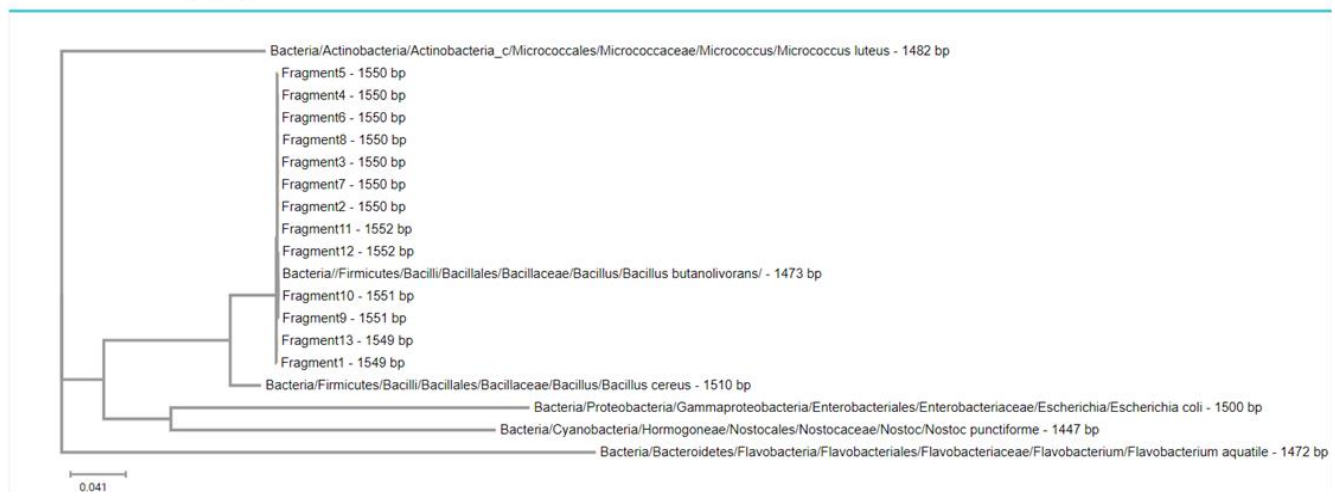 Bacteria/Actinobacteria/Actinobacteria_c/Micrococcales/Micrococcaceae/Micrococcus/Micrococcus luteus - 1482 bp
Fragment5 - 1550 bp
Fragment4 - 1550 bp
Fragment6 - 1550 bp
Fragment8 - 1550 bp
Fragment3 - 1550 bp
Fragment7 - 1550 bp
Fragment2 - 1550 bp
Fragment11 - 1552 bp
Fragment12 - 1552 bp
Bacteria//Firmicutes/Bacilli/Bacillales/Bacillaceae/Bacillus/Bacillus butanolivorans/ - 1473 bp
Fragment10 - 1551 bp
Fragment9 - 1551 bp
Fragment13 - 1549 bp
Fragment1 - 1549 bp
Bacteria/Firmicutes/Bacilli/Bacillales/Bacillaceae/Bacillus/Bacillus cereus - 1510 bp
Bacteria/Proteobacteria/Gammaproteobacteria/Enterobacteriales/Enterobacteriaceae/Escherichia/Escherichia coli - 1500 bp
Bacteria/Cyanobacteria/Hormogoneae/Nostocales/Nostocaceae/Nostoc/Nostoc punctiforme - 1447 bp
Bacteria/Bacteroidetes/Flavobacteria/Flavobacteriales/Flavobacteriaceae/Flavobacterium/Flavobacterium aquatile - 1472 bp
0.041